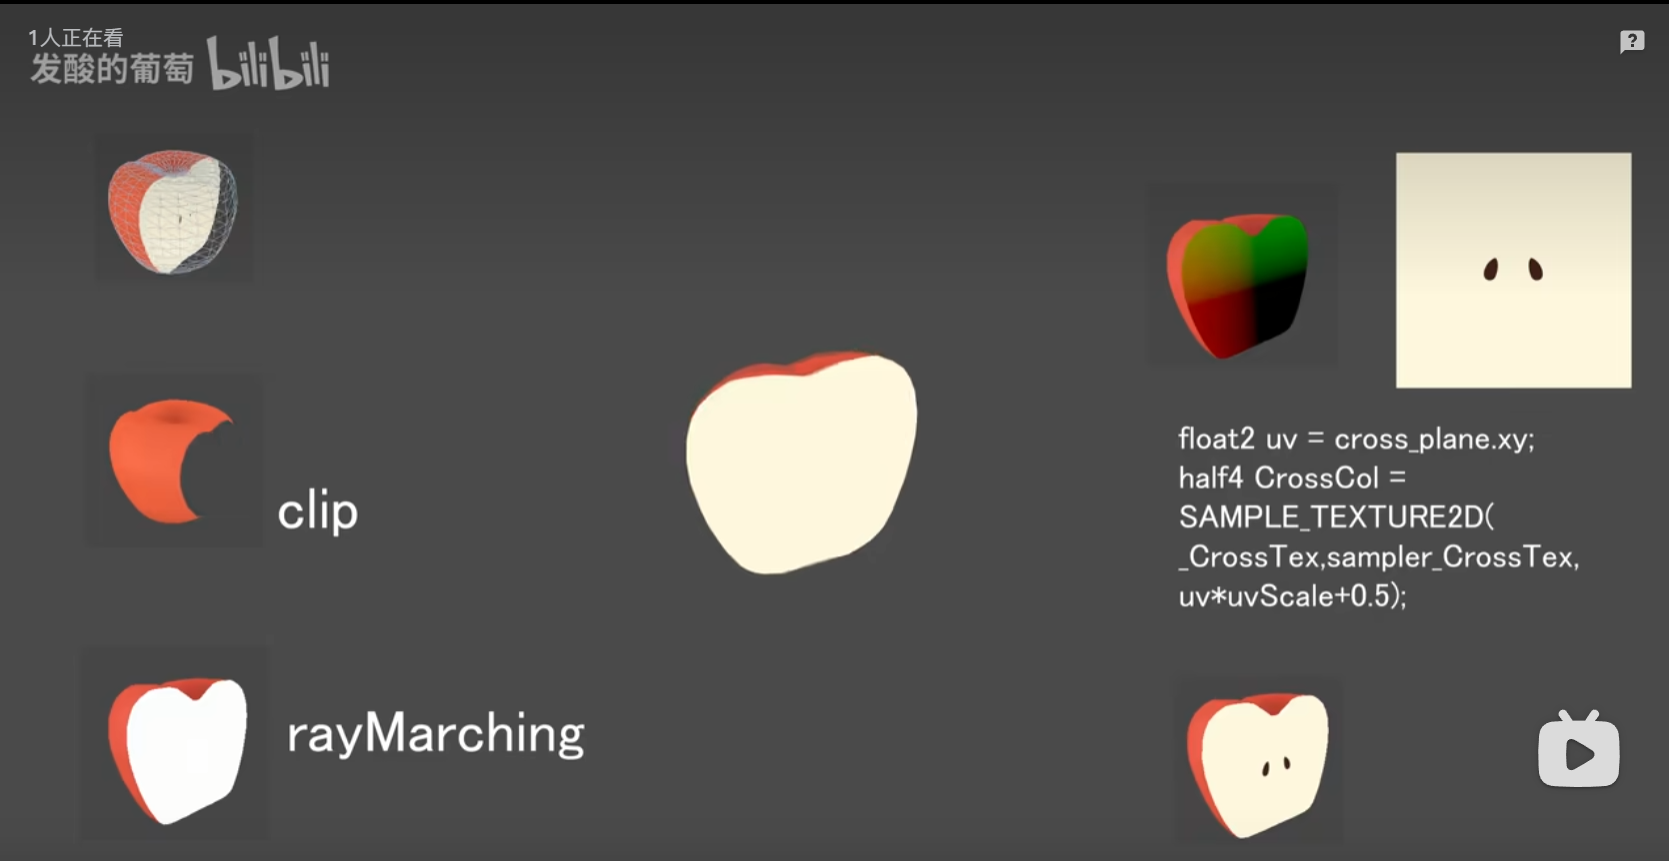 1人正在看
发酸的葡萄 bilibili
clip
rayMarching
float2 uv = cross_plane.xy;
half4 CrossCol =
SAMPLE_TEXTURE2D(
_CrossTex,sampler_CrossTex,
uv*uvScale+0.5);
?